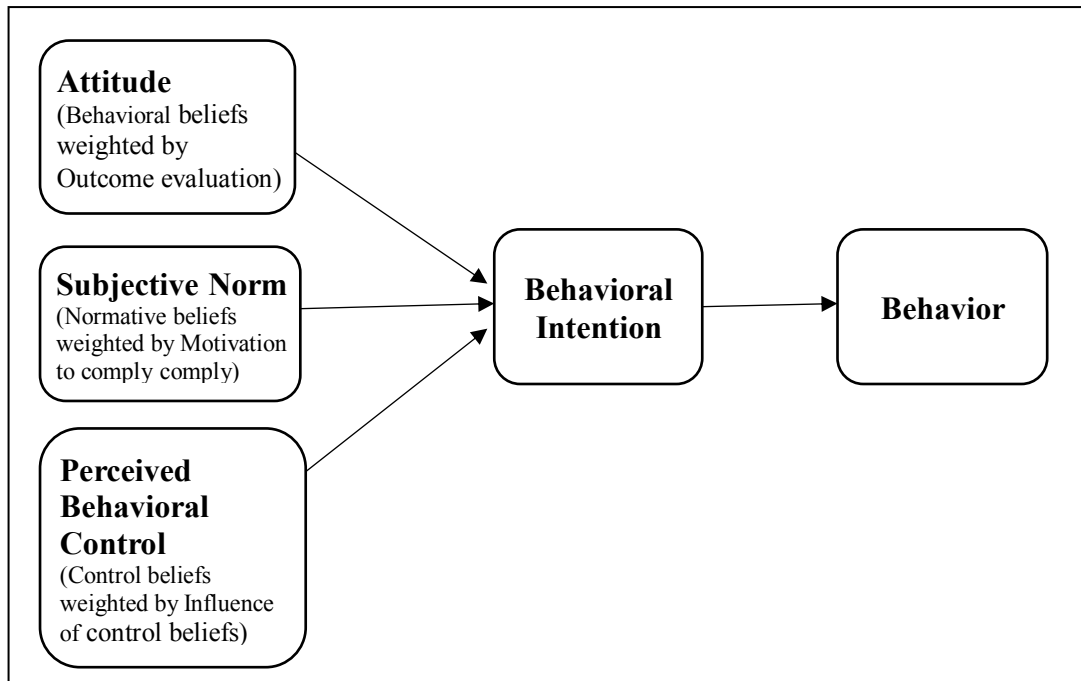 Attitude
(Behavioral beliefs
weighted by
Outcome evaluation)
Subjective Norm
(Normative beliefs
weighted by Motivation
to comply comply)
Perceived
Behavioral
Control
(Control beliefs
weighted by Influence
of control beliefs)
Behavioral
Intention
Behavior